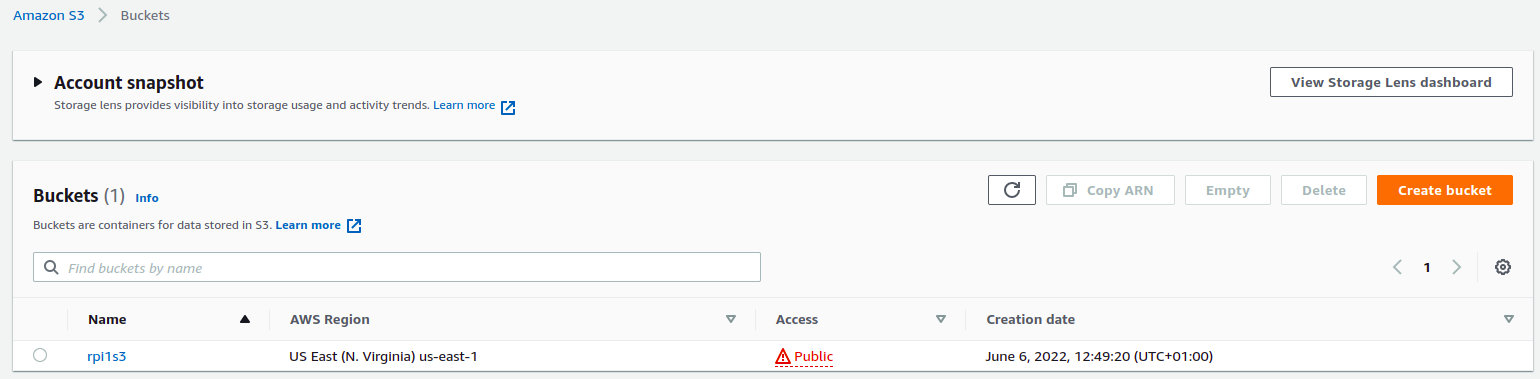 Amazon S3 > Buckets
Account snapshot
View Storage Lens dashboard
Storage lens provides visibility into storage usage and activity trends. Learn more
Buckets (1) Info
Copy ARN Empty Delete Create bucket
Buckets are containers for data stored in S3. Learn more
Find buckets by name
1
Name AWS Region Access Creation date
rpi1s3 US East (N. Virginia) us-east-1 Public June 6, 2022, 12:49:20 (UTC+01:00)